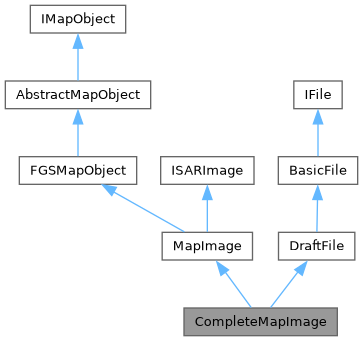 IMapObject
AbstractMapObject
IFile
FGSMapObject
ISARImage
BasicFile
MapImage
DraftFile
CompleteMapImage